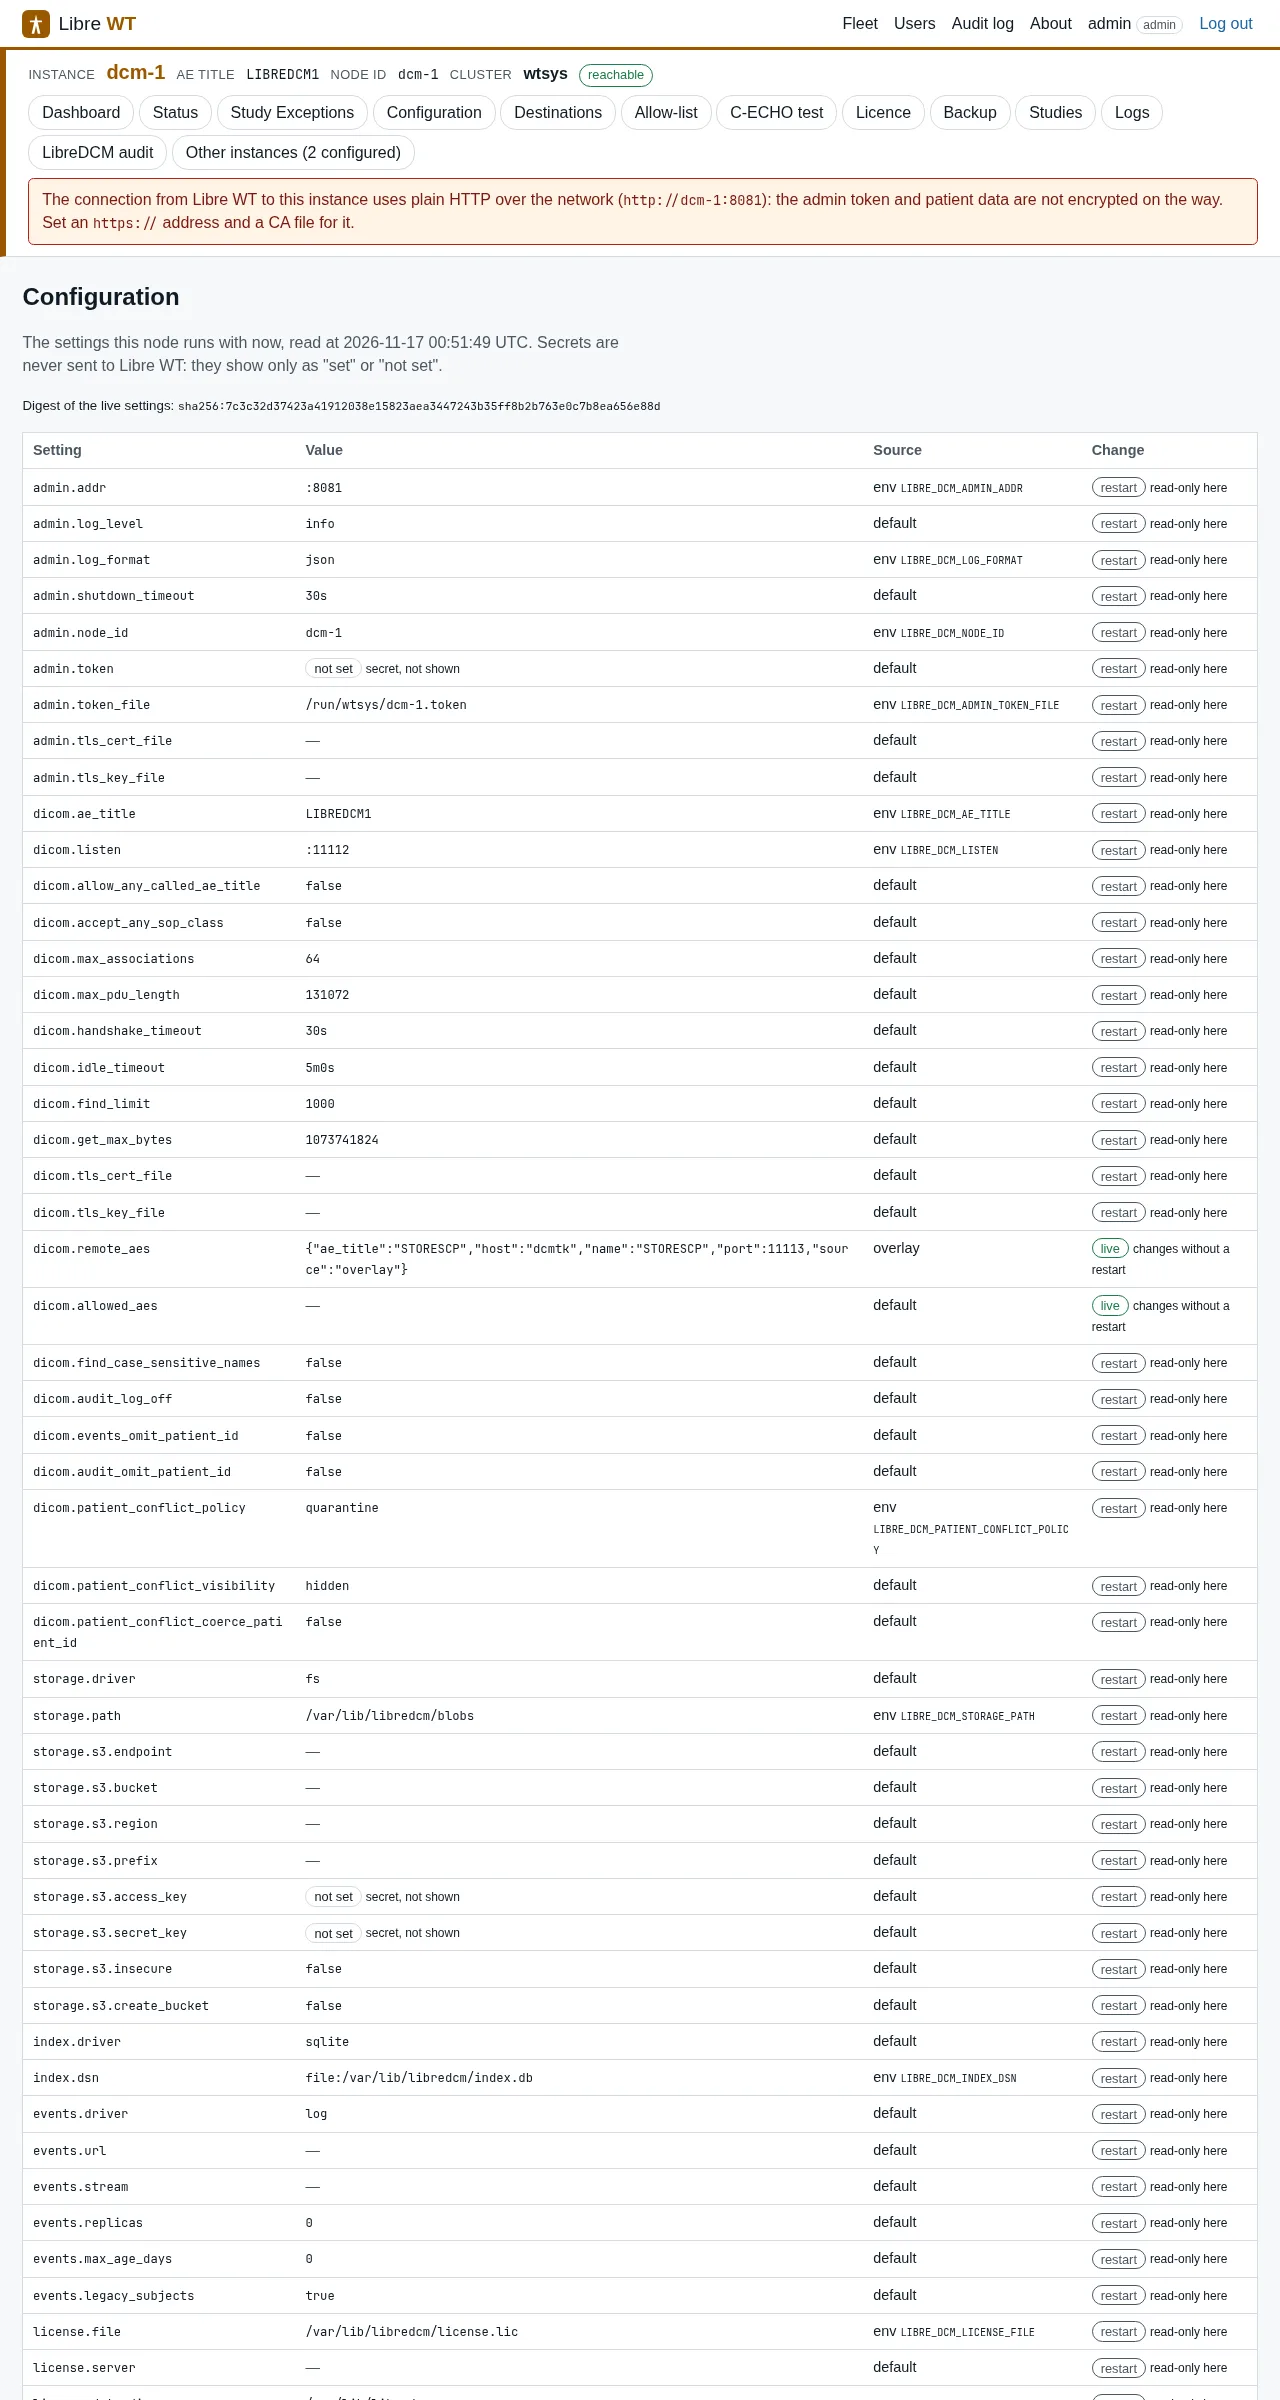 Libre WT
Fleet Users Audit log About admin admin Log out
INSTANCE dcm-1 AE TITLE LIBREDCM1 NODE ID dcm-1 CLUSTER wtsys reachable
Dashboard Status Study Exceptions Configuration Destinations Allow-list C-ECHO test Licence Backup Studies Logs
LibreDCM audit Other instances (2 configured)
The connection from Libre WT to this instance uses plain HTTP over the network (http://dcm-1:8081): the admin token and patient data are not encrypted on the way.
Set an https:// address and a CA file for it.
Configuration
The settings this node runs with now, read at 2026-11-17 00:51:49 UTC. Secrets are
never sent to Libre WT: they show only as "set" or "not set".
Digest of the live settings: sha256:7c3c32d37423a41912038e15823aea3447243b35ff8b2b763e0c7b8ea656e88d
Setting Value Source Change
admin.addr :8081 env LIBRE_DCM_ADMIN_ADDR restart read-only here
admin.log_level info default restart read-only here
admin.log_format json env LIBRE_DCM_LOG_FORMAT restart read-only here
admin.shutdown_timeout 30s default restart read-only here
admin.node_id dcm-1 env LIBRE_DCM_NODE_ID restart read-only here
admin.token not set secret, not shown default restart read-only here
admin.token_file /run/wtsys/dcm-1.token env LIBRE_DCM_ADMIN_TOKEN_FILE restart read-only here
admin.tls_cert_file — default restart read-only here
admin.tls_key_file — default restart read-only here
dicom.ae_title LIBREDCM1 env LIBRE_DCM_AE_TITLE restart read-only here
dicom.listen :11112 env LIBRE_DCM_LISTEN restart read-only here
dicom.allow_any_called_ae_title false default restart read-only here
dicom.accept_any_sop_class false default restart read-only here
dicom.max_associations 64 default restart read-only here
dicom.max_pdu_length 131072 default restart read-only here
dicom.handshake_timeout 30s default restart read-only here
dicom.idle_timeout 5m0s default restart read-only here
dicom.find_limit 1000 default restart read-only here
dicom.get_max_bytes 1073741824 default restart read-only here
dicom.tls_cert_file — default restart read-only here
dicom.tls_key_file — default restart read-only here
dicom.remote_aes {"ae_title":"STORESCP","host":"dcmtk","name":"STORESCP","port":11113,"sour overlay live changes without a
ce":"overlay"} restart
dicom.allowed_aes — default live changes without a
restart
dicom.find_case_sensitive_names false default restart read-only here
dicom.audit_log_off false default restart read-only here
dicom.events_omit_patient_id false default restart read-only here
dicom.audit_omit_patient_id false default restart read-only here
dicom.patient_conflict_policy quarantine env restart read-only here
LIBRE_DCM_PATIENT_CONFLICT_POLIC
Y
dicom.patient_conflict_visibility hidden default restart read-only here
dicom.patient_conflict_coerce_pati false default restart read-only here
ent_id
storage.driver fs default restart read-only here
storage.path /var/lib/libredcm/blobs env LIBRE_DCM_STORAGE_PATH restart read-only here
storage.s3.endpoint — default restart read-only here
storage.s3.bucket — default restart read-only here
storage.s3.region — default restart read-only here
storage.s3.prefix — default restart read-only here
storage.s3.access_key not set secret, not shown default restart read-only here
storage.s3.secret_key not set secret, not shown default restart read-only here
storage.s3.insecure false default restart read-only here
storage.s3.create_bucket false default restart read-only here
index.driver sqlite default restart read-only here
index.dsn file:/var/lib/libredcm/index.db env LIBRE_DCM_INDEX_DSN restart read-only here
events.driver log default restart read-only here
events.url — default restart read-only here
events.stream — default restart read-only here
events.replicas 0 default restart read-only here
events.max_age_days 0 default restart read-only here
events.legacy_subjects true default restart read-only here
license.file /var/lib/libredcm/license.lic env LIBRE_DCM_LICENSE_FILE restart read-only here
license.server — default restart read-only here